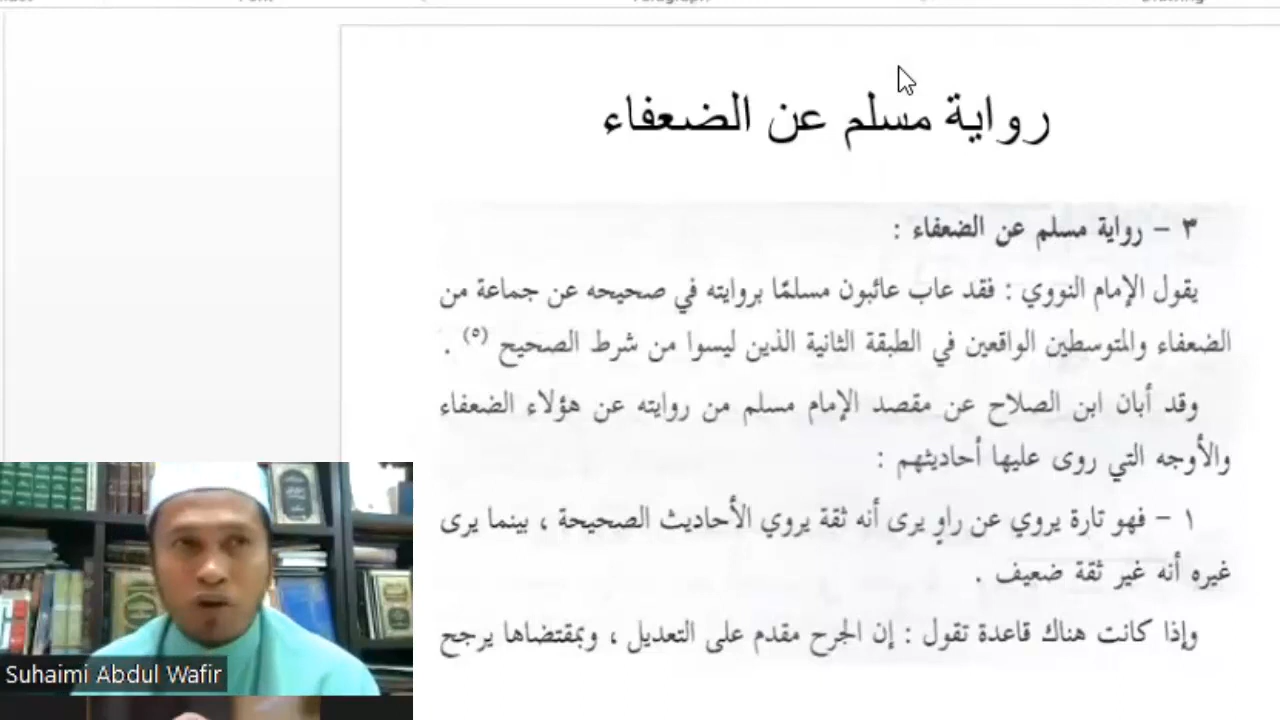 رواية مسلم عن الضعفاء
٣ – رواية مسلم عن الضعفاء :
يقول الإمام النووي : فقد عاب عائبون مسلمًا بروايته في صحيحه عن جماعة من
الضعفاء والمتوسطين الواقعين في الطبقة الثانية الذين ليسوا من شرط الصحيح (٥) .
وقد أبان ابن الصلاح عن مقصد الإمام مسلم من روايته عن هؤلاء الضعفاء
والأوجه التي روى عليها أحاديثهم :
١ – فهو تارة يروي عن راوٍ يرى أنه ثقة يروي الأحاديث الصحيحة ، بينما يرى
غيره أنه غير ثقة ضعيف .
وإذا كانت هناك قاعدة تقول : إن الجرح مقدم على التعديل ، وبمقتضاها يرجح
Suhaimi Abdul Wafir